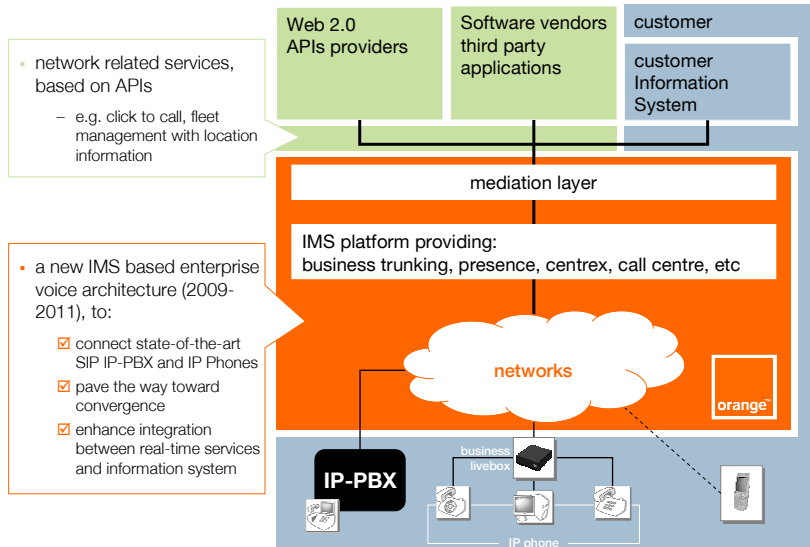 ▪ network related services,
based on APIs
– e.g. click to call, fleet
management with location
information
▪ a new IMS based enterprise
voice architecture (2009-
2011), to:
☑ connect state-of-the-art
SIP IP-PBX and IP Phones
☑ pave the way toward
convergence
☑ enhance integration
between real-time services
and information system
Web 2.0
APIs providers
Software vendors
third party
applications
customer
customer
Information
System
mediation layer
IMS platform providing:
business trunking, presence, centrex, call centre, etc
networks
orange™
business
livebox
IP-PBX
IP phone